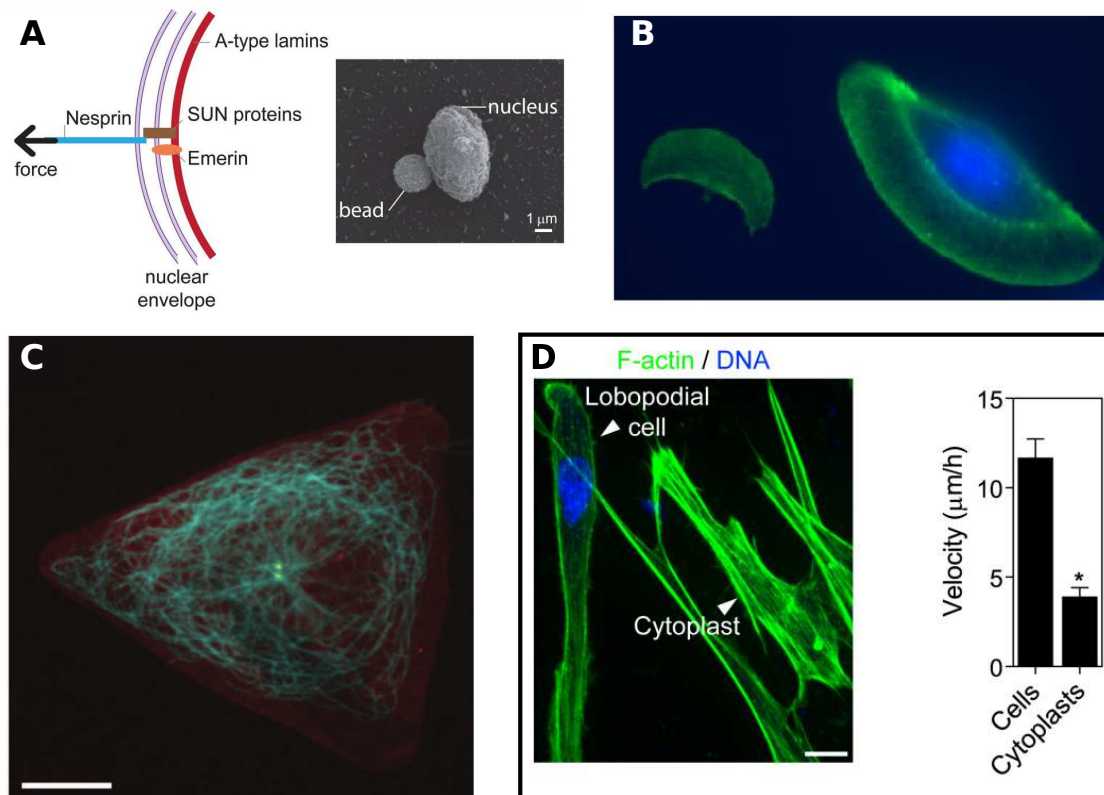 A
A-type lamins
Nesprin
SUN proteins
force
Emerin
nuclear
envelope
nucleus
bead
1 μm
B
C
D
F-actin / DNA
Lobopodial
cell
Cytoplast
Velocity (μm/h)
15
10
5
0
*
Cells
Cytoplasts